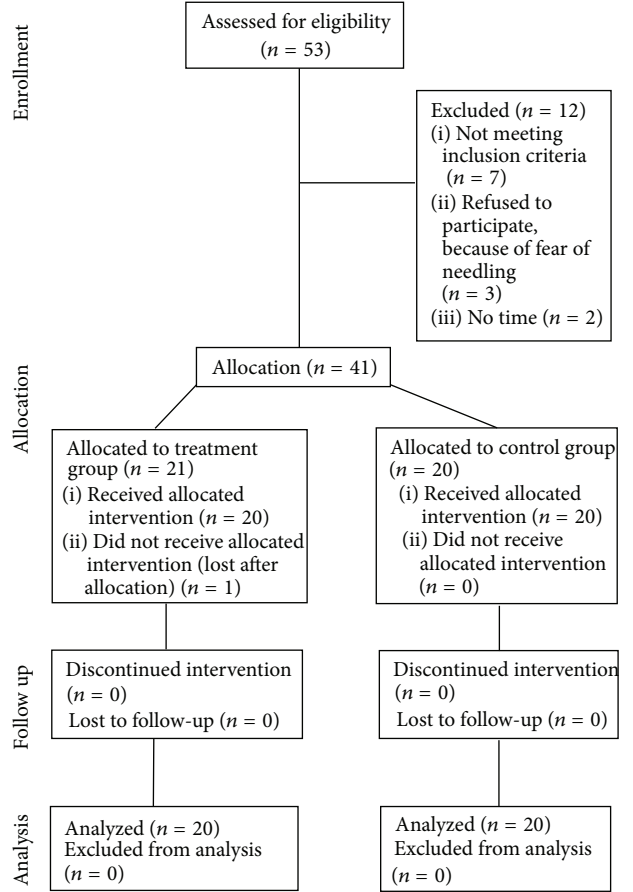 Enrollment
Assessed for eligibility
(n = 53)
Excluded (n = 12)
(i) Not meeting
inclusion criteria
(n = 7)
(ii) Refused to
participate,
because of fear of
needling
(n = 3)
(iii) No time (n = 2)
Allocation
Allocation (n = 41)
Allocated to treatment
group (n = 21)
(i) Received allocated
intervention (n = 20)
(ii) Did not receive allocated
intervention (lost after
allocation) (n = 1)
Allocated to control group
(n = 20)
(i) Received allocated
intervention (n = 20)
(ii) Did not receive
allocated intervention
(n = 0)
Follow up
Discontinued intervention
(n = 0)
Lost to follow-up (n = 0)
Discontinued intervention
(n = 0)
Lost to follow-up (n = 0)
Analysis
Analyzed (n = 20)
Excluded from analysis
(n = 0)
Analyzed (n = 20)
Excluded from analysis
(n = 0)